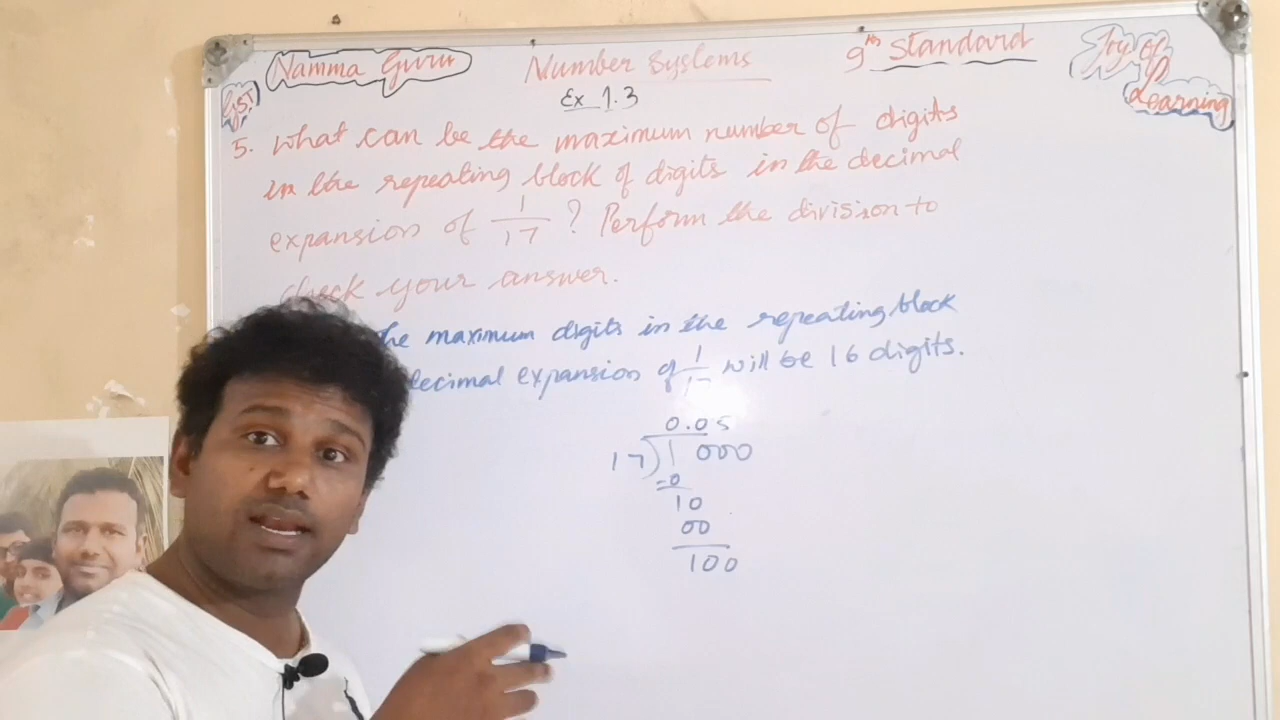 Namma Guru Number Systems 9th Standard Joy of Learning
Ex 1.3
5. What can be the maximum number of digits
in the repeating block of digits in the decimal
expansion of 1/17? Perform the division to
check your answer.
he maximum digits in the repeating block
decimal expansion of 1/17 will be 16 digits.
0.05
17)1 000
-0
10
00
100